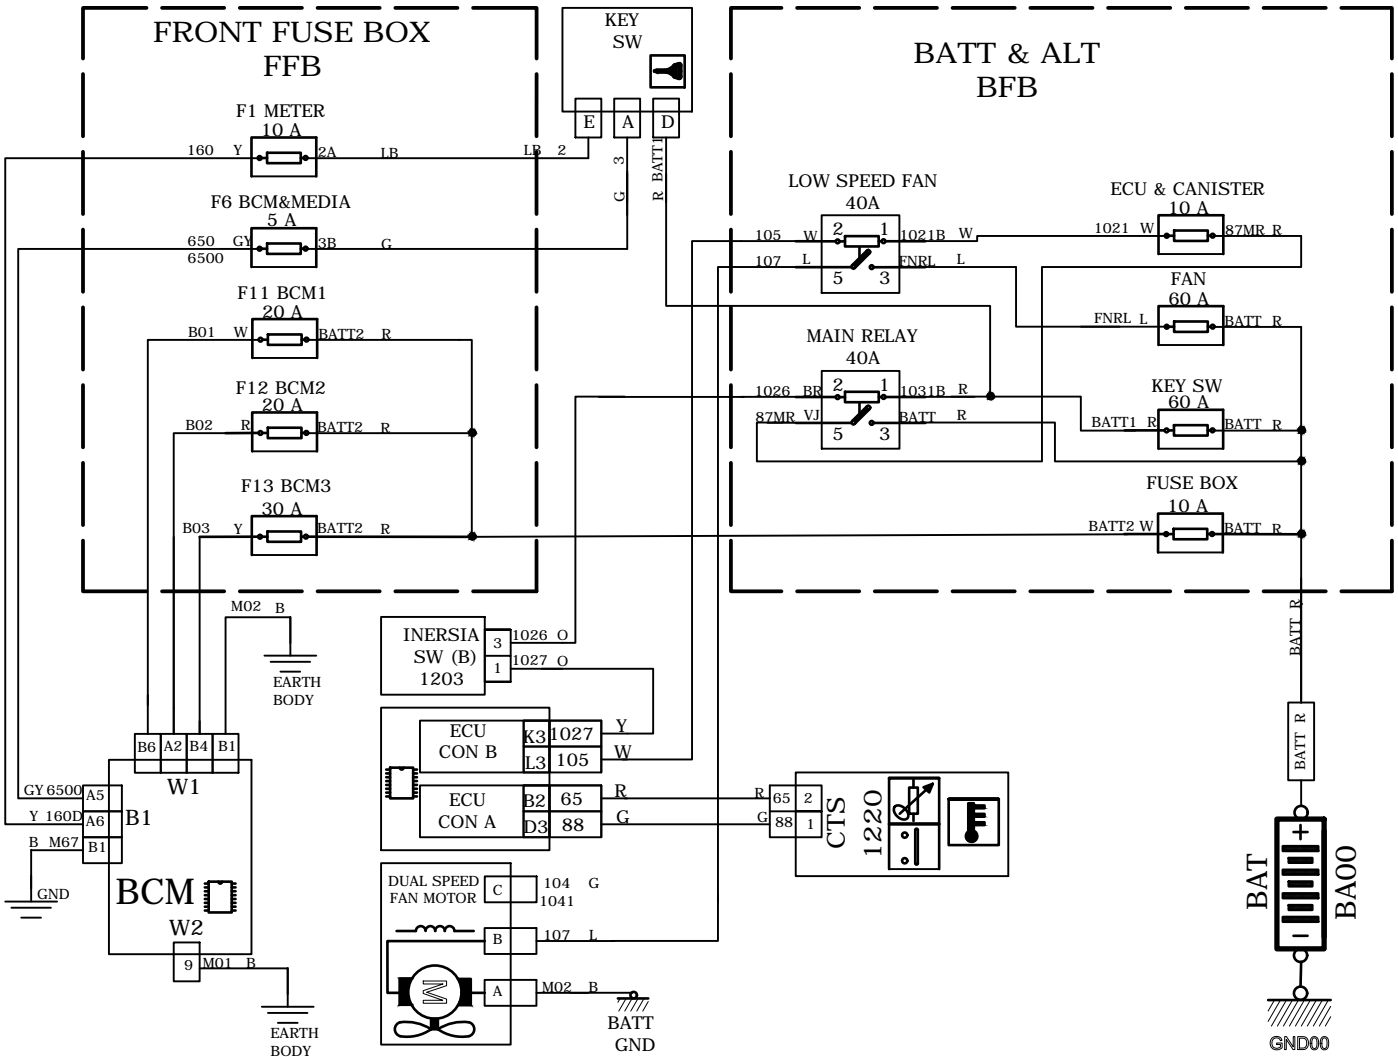 FRONT FUSE BOX
FFB
KEY
SW
E A D
BATT & ALT
BFB
F1 METER
10 A
160 Y 2A LB LB 2
3 G
R BATT1
F6 BCM&MEDIA
5 A
650 GY 3B G
6500
F11 BCM1
20 A
B01 W BATT2 R
F12 BCM2
20 A
B02 R BATT2 R
F13 BCM3
30 A
B03 Y BATT2 R
LOW SPEED FAN
40A
105 W 2 1 1021B W
107 L 5 3 FNRL L
MAIN RELAY
40A
1026 BR 2 1 1031B R
87MR VJ 5 3 BATT R
ECU & CANISTER
10 A
1021 W 87MR R
FAN
60 A
FNRL L BATT R
KEY SW
60 A
BATT1 R BATT R
FUSE BOX
10 A
BATT2 W BATT R
BATT R
BATT R
M02 B
EARTH
BODY
INERSIA
SW (B)
1203
3 1026 O
1 1027 O
ECU
CON B
K3 1027 Y
L3 105 W
ECU
CON A
B2 65 R
D3 88 G
R 65 2
G 88 1
CTS
1220
B6 A2 B4 B1
W1
GY 6500 A5
Y 160D A6
B M67 B1
B1
GND
BCM
W2
9 M01 B
EARTH
BODY
DUAL SPEED
FAN MOTOR
C 104 G
1041
B 107 L
A M02 B
M
BATT
GND
BAT
+
−
BA00
GND00